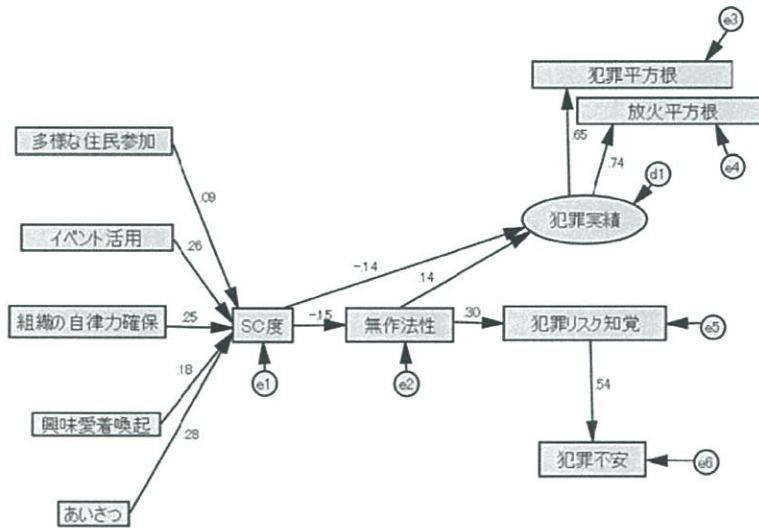 e3
犯罪平方根
放火平方根
.65
.74
e4
多様な住民参加
d1
犯罪実績
.09
イベント活用
.26
-.14
.14
組織の自律力確保
.25
SC度
-.15
無作法性
.30
犯罪リスク知覚
e5
.18
e1
e2
.54
興味愛着喚起
.28
犯罪不安
e6
あいさつ